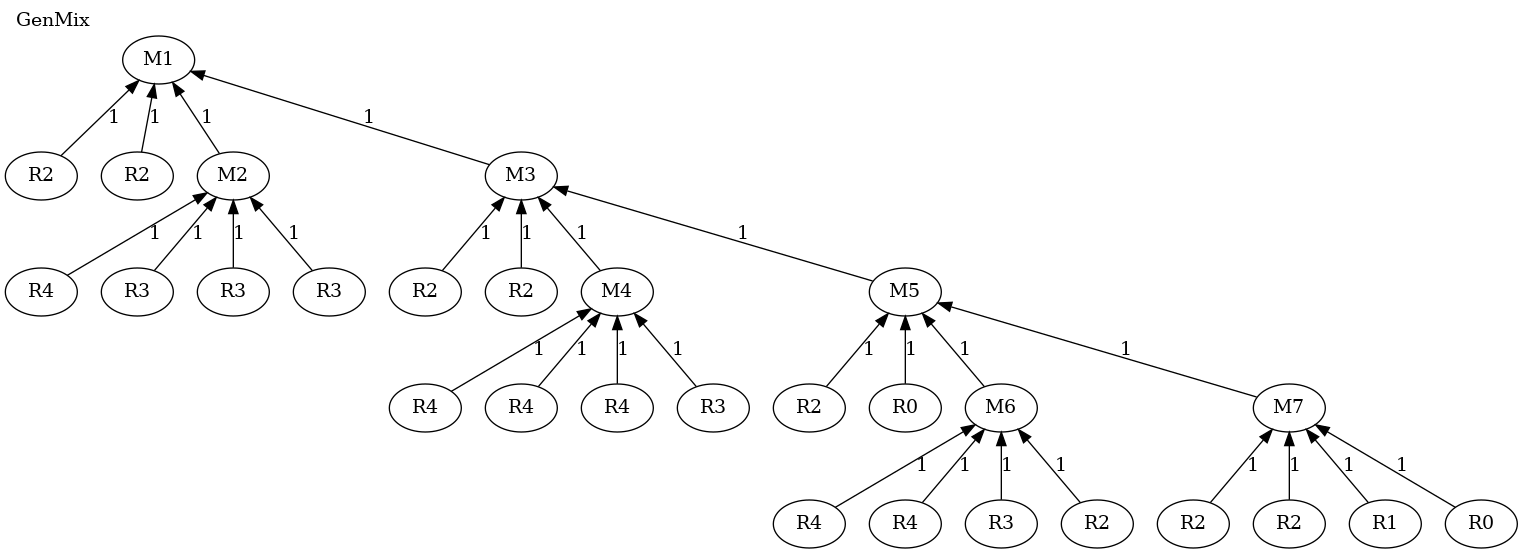 GenMix
M1
1 1 1 1
R2 R2 M2 M3
1 1 1 1 1 1 1 1
R4 R3 R3 R3 R2 R2 M4 M5
1 1 1 1 1 1 1 1
R4 R4 R4 R3 R2 R0 M6 M7
1 1 1 1 1 1 1 1
R4 R4 R3 R2 R2 R2 R1 R0